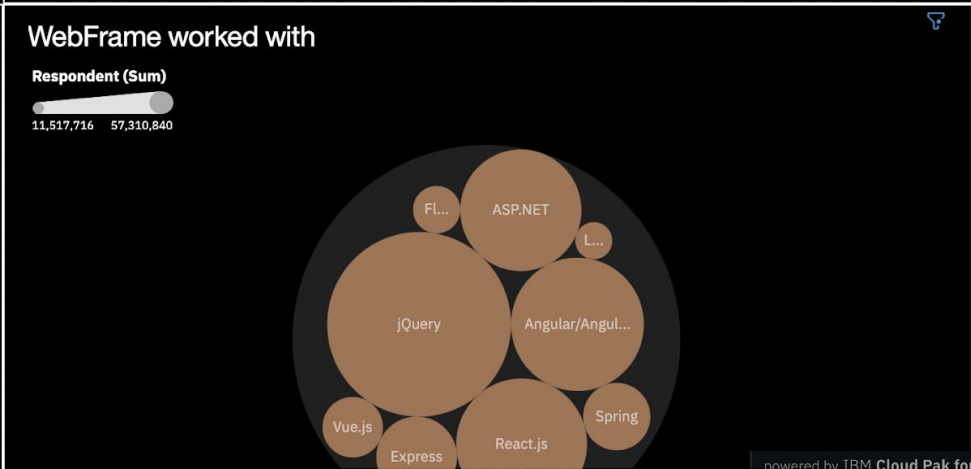 WebFrame worked with
Respondent (Sum)
11,517,716 57,310,840
Fl...
ASP.NET
L...
jQuery
Angular/Angul...
Vue.js
Spring
Express
React.js
powered by IBM Cloud Pak for